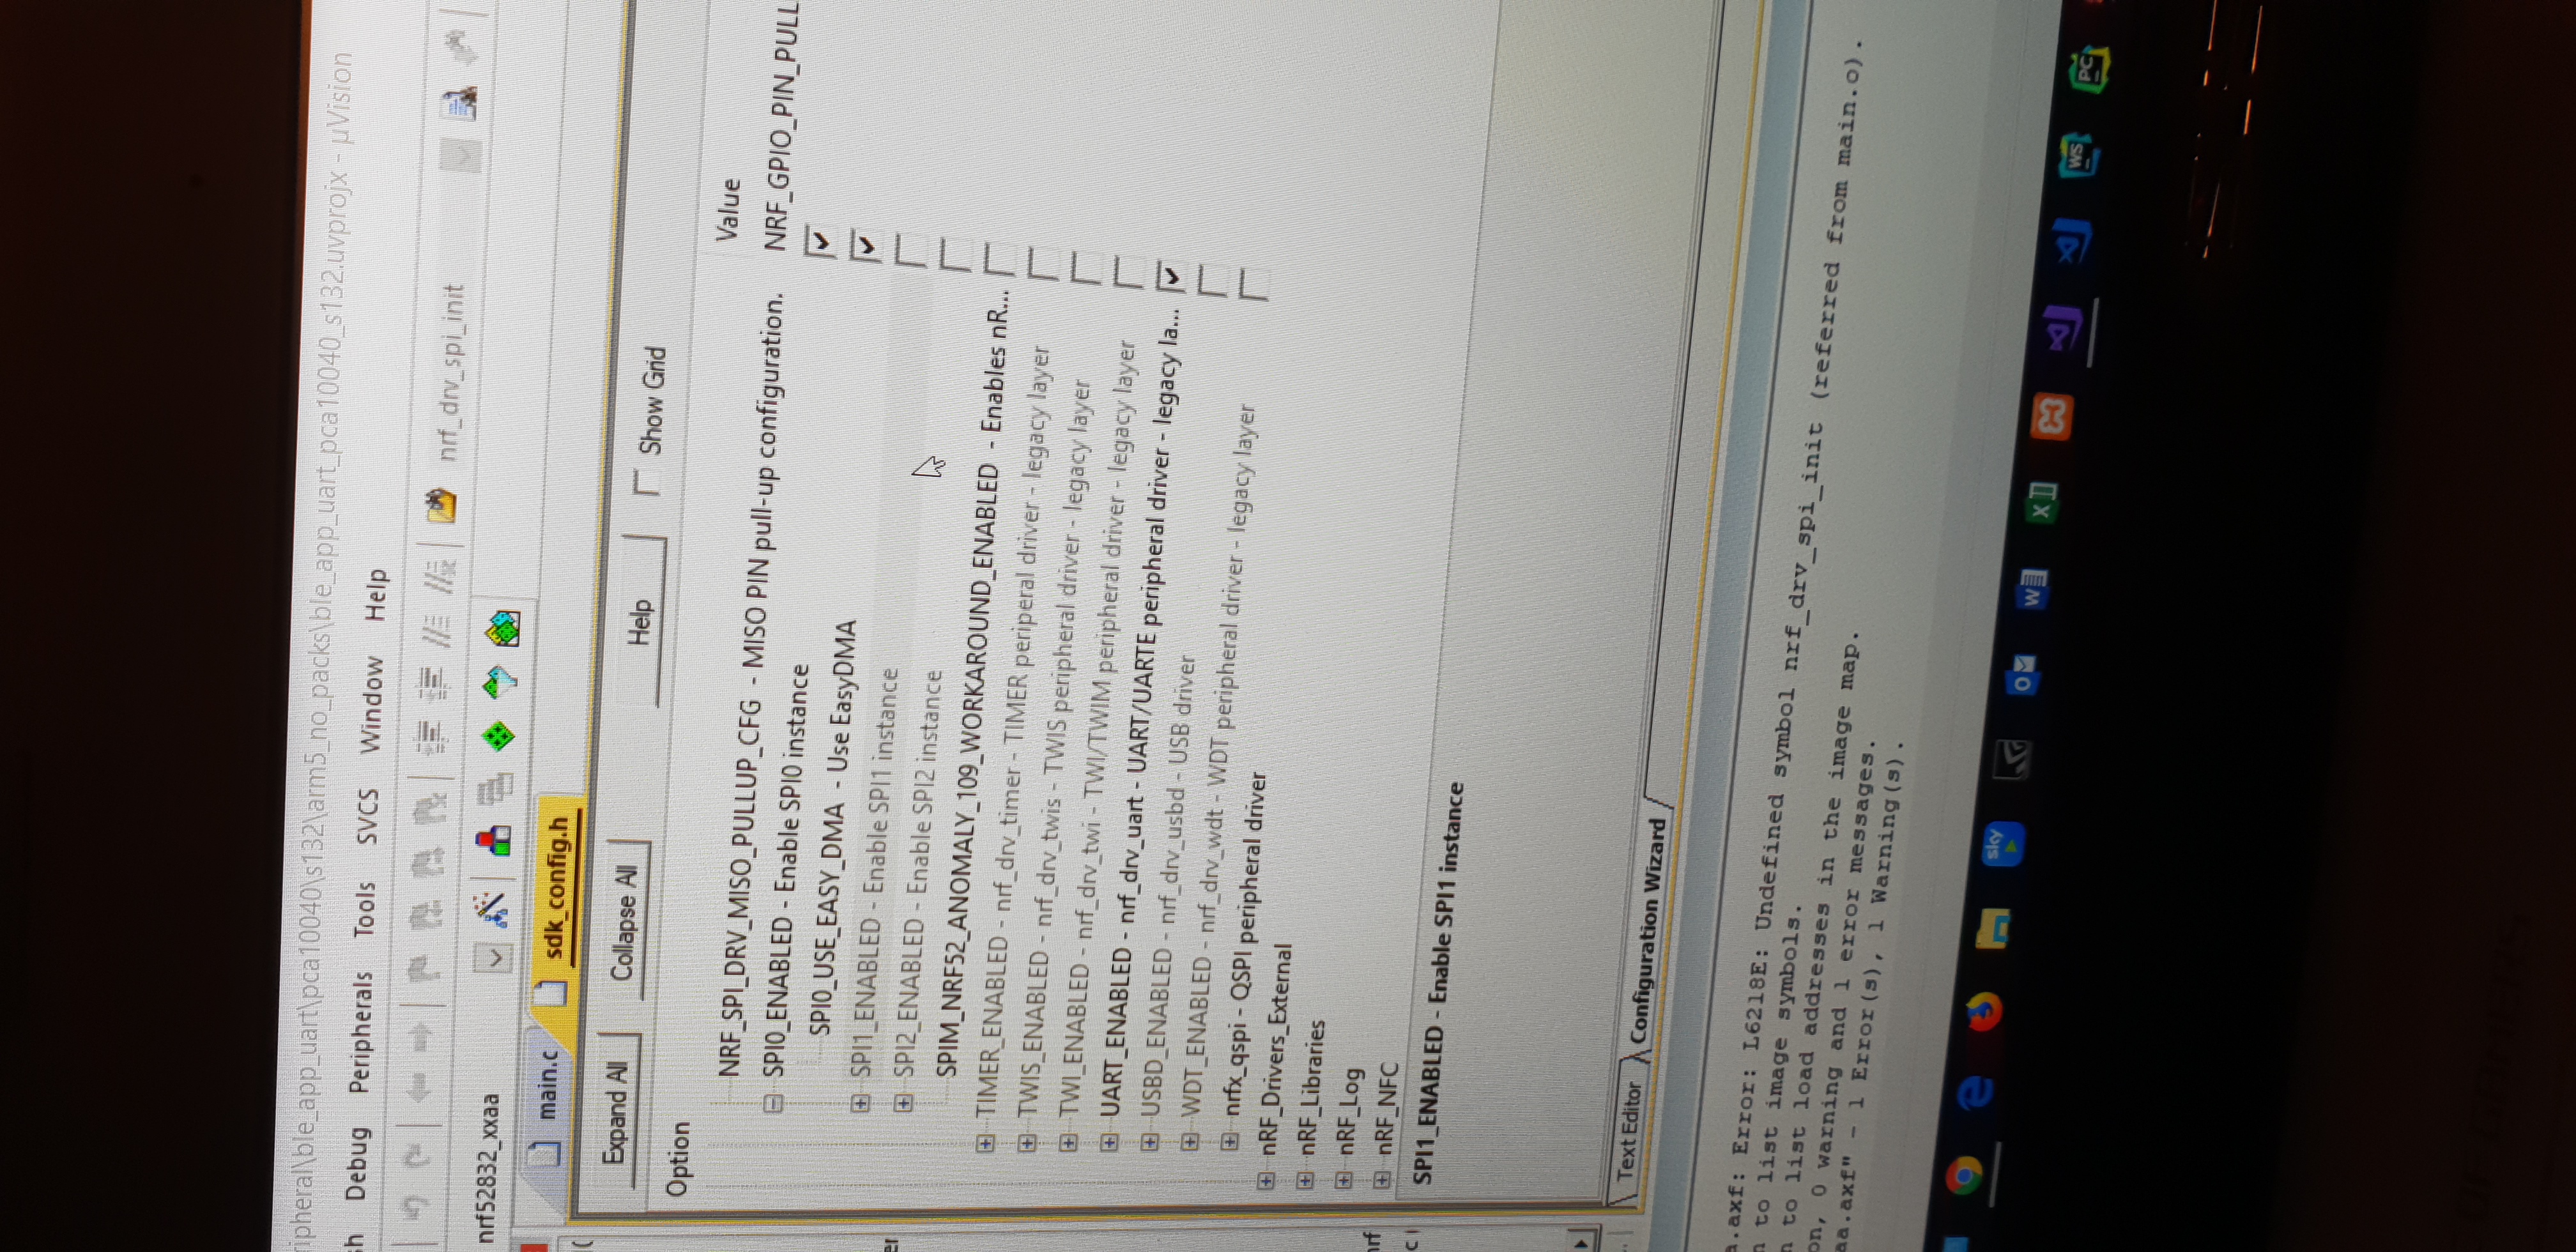 ripheral\ble_app_uart\pca10040\s132\arm5_no_packs\ble_app_uart_pca10040_s132.uvprojx - µVision
sh Debug Peripherals Tools SVCS Window Help
nrf_drv_spi_init
nrf52832_xxaa
main.c sdk_config.h
Expand All Collapse All Help Show Grid
Option Value
NRF_SPI_DRV_MISO_PULLUP_CFG - MISO PIN pull-up configuration. NRF_GPIO_PIN_PULL
SPI0_ENABLED - Enable SPI0 instance
SPI0_USE_EASY_DMA - Use EasyDMA
SPI1_ENABLED - Enable SPI1 instance
SPI2_ENABLED - Enable SPI2 instance
SPIM_NRF52_ANOMALY_109_WORKAROUND_ENABLED - Enables nR...
TIMER_ENABLED - nrf_drv_timer - TIMER periperal driver - legacy layer
TWIS_ENABLED - nrf_drv_twis - TWIS peripheral driver - legacy layer
TWI_ENABLED - nrf_drv_twi - TWI/TWIM peripheral driver - legacy layer
UART_ENABLED - nrf_drv_uart - UART/UARTE peripheral driver - legacy la...
USBD_ENABLED - nrf_drv_usbd - USB driver
WDT_ENABLED - nrf_drv_wdt - WDT peripheral driver - legacy layer
nrfx_qspi - QSPI peripheral driver
nRF_Drivers_External
nRF_Libraries
nRF_Log
nRF_NFC
SPI1_ENABLED - Enable SPI1 instance
Text Editor Configuration Wizard
a.axf: Error: L6218E: Undefined symbol nrf_drv_spi_init (referred from main.o).
n to list image symbols.
n to list load addresses in the image map.
on, 0 warning and 1 error messages.
aa.axf" - 1 Error(s), 1 Warning(s).
sky
WS
PC
OF GAMERS